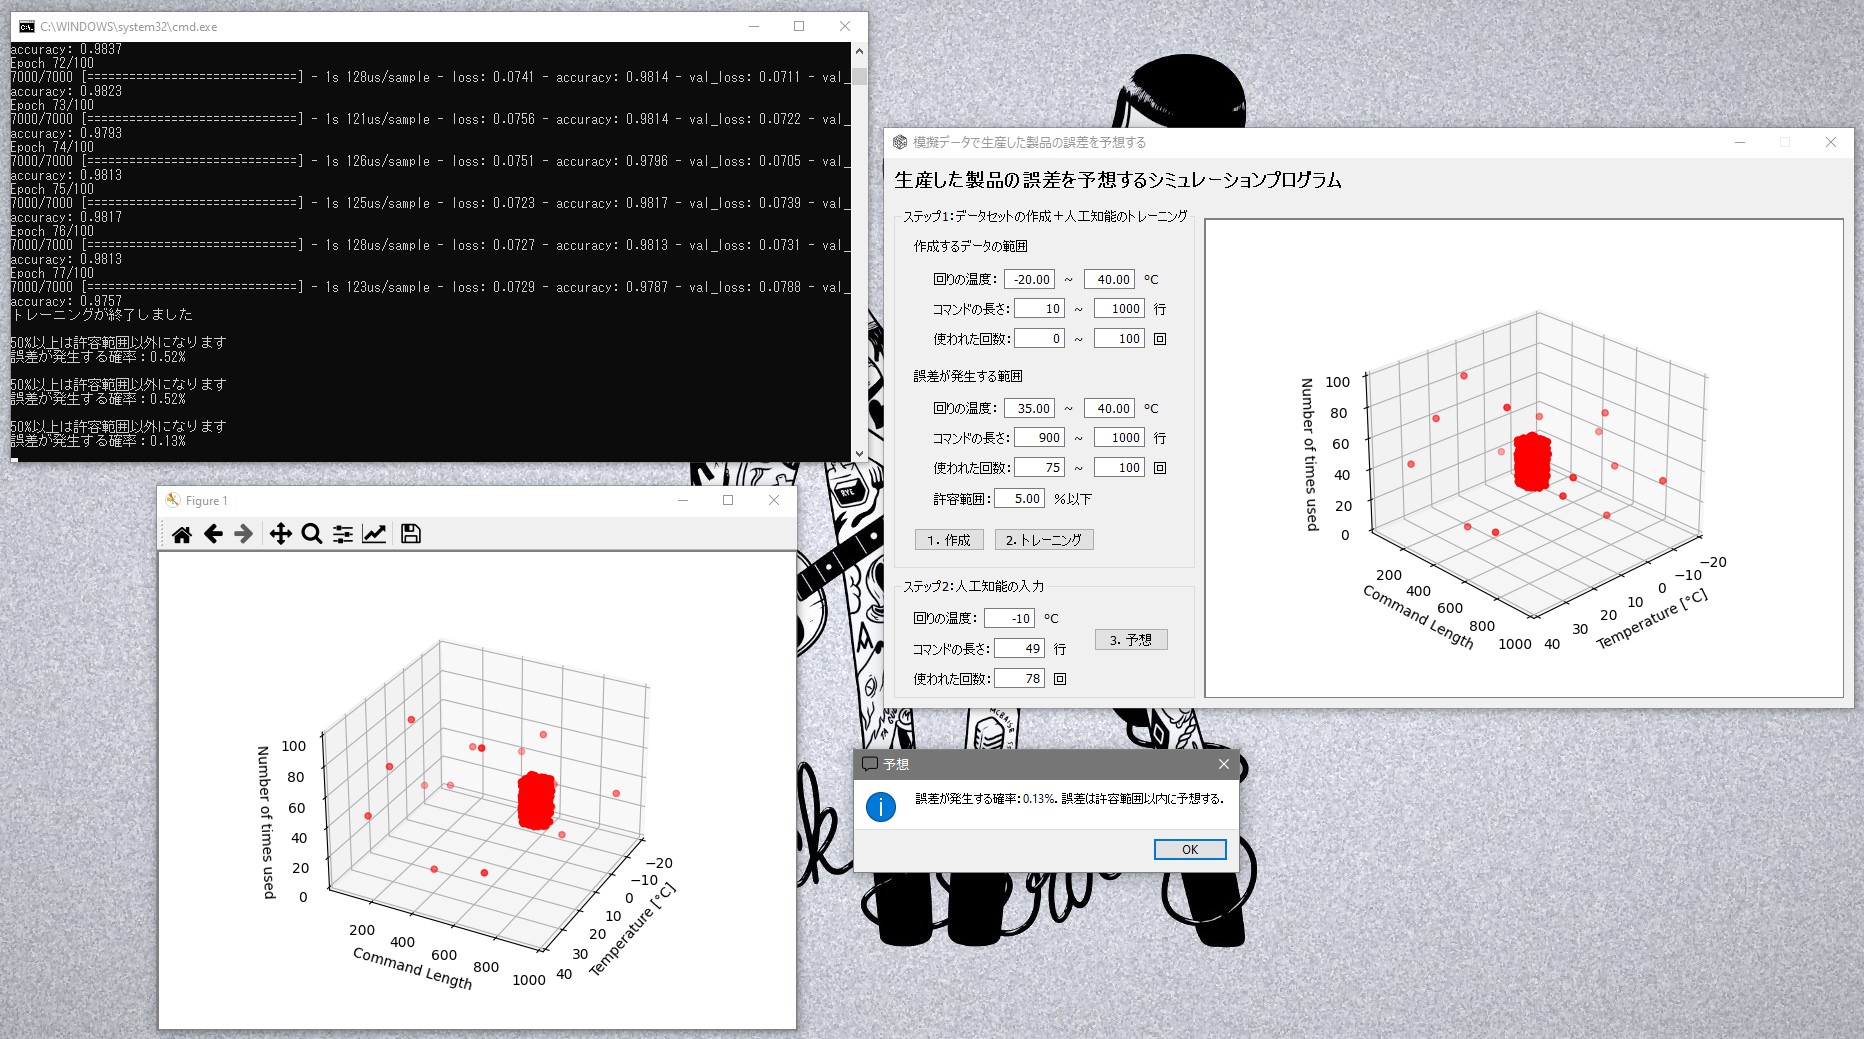 C:\WINDOWS\system32\cmd.exe
accuracy: 0.9837
Epoch 72/100
7000/7000 [==============================] - 1s 128us/sample - loss: 0.0741 - accuracy: 0.9814 - val_loss: 0.0711 - val_
accuracy: 0.9823
Epoch 73/100
7000/7000 [==============================] - 1s 121us/sample - loss: 0.0756 - accuracy: 0.9814 - val_loss: 0.0722 - val_
accuracy: 0.9793
Epoch 74/100
7000/7000 [==============================] - 1s 126us/sample - loss: 0.0751 - accuracy: 0.9796 - val_loss: 0.0705 - val_
accuracy: 0.9813
Epoch 75/100
7000/7000 [==============================] - 1s 125us/sample - loss: 0.0723 - accuracy: 0.9817 - val_loss: 0.0739 - val_
accuracy: 0.9817
Epoch 76/100
7000/7000 [==============================] - 1s 128us/sample - loss: 0.0727 - accuracy: 0.9813 - val_loss: 0.0731 - val_
accuracy: 0.9813
Epoch 77/100
7000/7000 [==============================] - 1s 123us/sample - loss: 0.0729 - accuracy: 0.9787 - val_loss: 0.0788 - val_
accuracy: 0.9757
トレーニングが終了しました
50%以上は許容範囲以外になります
誤差が発生する確率：0.52%
50%以上は許容範囲以外になります
誤差が発生する確率：0.52%
50%以上は許容範囲以外になります
誤差が発生する確率：0.13%
模擬データで生産した製品の誤差を予想する
生産した製品の誤差を予想するシミュレーションプログラム
ステップ1：データセットの作成＋人工知能のトレーニング
作成するデータの範囲
回りの温度： -20.00 ~ 40.00 ℃
コマンドの長さ： 10 ~ 1000 行
使われた回数： 0 ~ 100 回
誤差が発生する範囲
回りの温度： 35.00 ~ 40.00 ℃
コマンドの長さ： 900 ~ 1000 行
使われた回数： 75 ~ 100 回
許容範囲： 5.00 %以下
1. 作成 2. トレーニング
ステップ2：人工知能の入力
回りの温度： -10 ℃
コマンドの長さ： 49 行
使われた回数： 78 回
3. 予想
Number of times used
100
80
60
40
20
0
Command Length
200
400
600
800
1000
Temperature [°C]
40
30
20
10
0
−10
−20
Figure 1
RYE
Number of times used
100
80
60
40
20
0
Command Length
200
400
600
800
1000
Temperature [°C]
40
30
20
10
0
−10
−20
予想
誤差が発生する確率：0.13%. 誤差は許容範囲以内に予想する.
OK